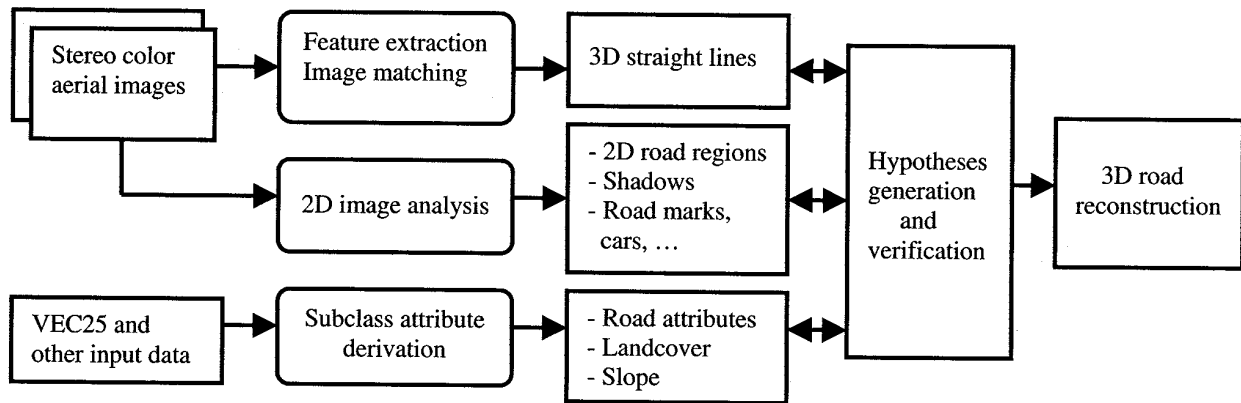 Stereo color
aerial images
Feature extraction
Image matching
3D straight lines
2D image analysis
- 2D road regions
- Shadows
- Road marks,
cars, …
VEC25 and
other input data
Subclass attribute
derivation
- Road attributes
- Landcover
- Slope
Hypotheses
generation
and
verification
3D road
reconstruction